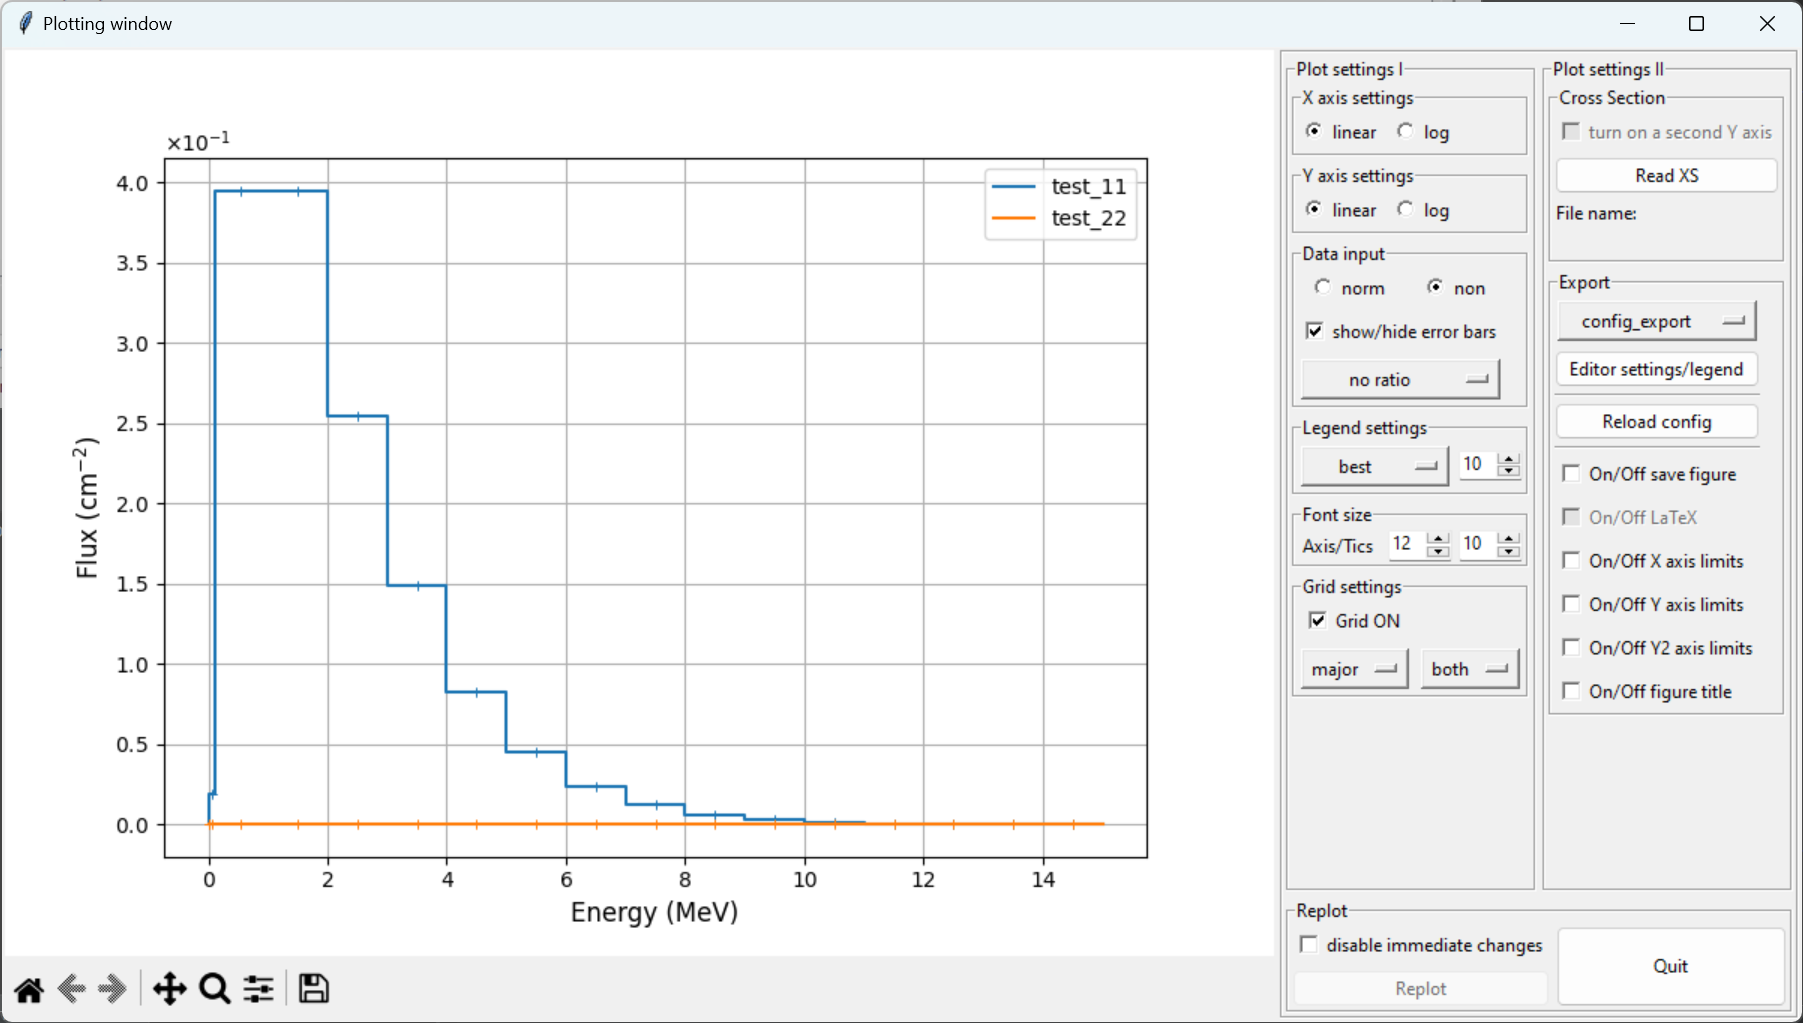 Plotting window
×10⁻¹
4.0
3.5
3.0
2.5
2.0
1.5
1.0
0.5
0.0
Flux (cm⁻²)
0 2 4 6 8 10 12 14
Energy (MeV)
test_11
test_22
Plot settings I
X axis settings
linear log
Y axis settings
linear log
Data input
norm non
show/hide error bars
no ratio
Legend settings
best 10
Font size
Axis/Tics 12 10
Grid settings
Grid ON
major both
Plot settings II
Cross Section
turn on a second Y axis
Read XS
File name:
Export
config_export
Editor settings/legend
Reload config
On/Off save figure
On/Off LaTeX
On/Off X axis limits
On/Off Y axis limits
On/Off Y2 axis limits
On/Off figure title
Replot
disable immediate changes
Replot
Quit